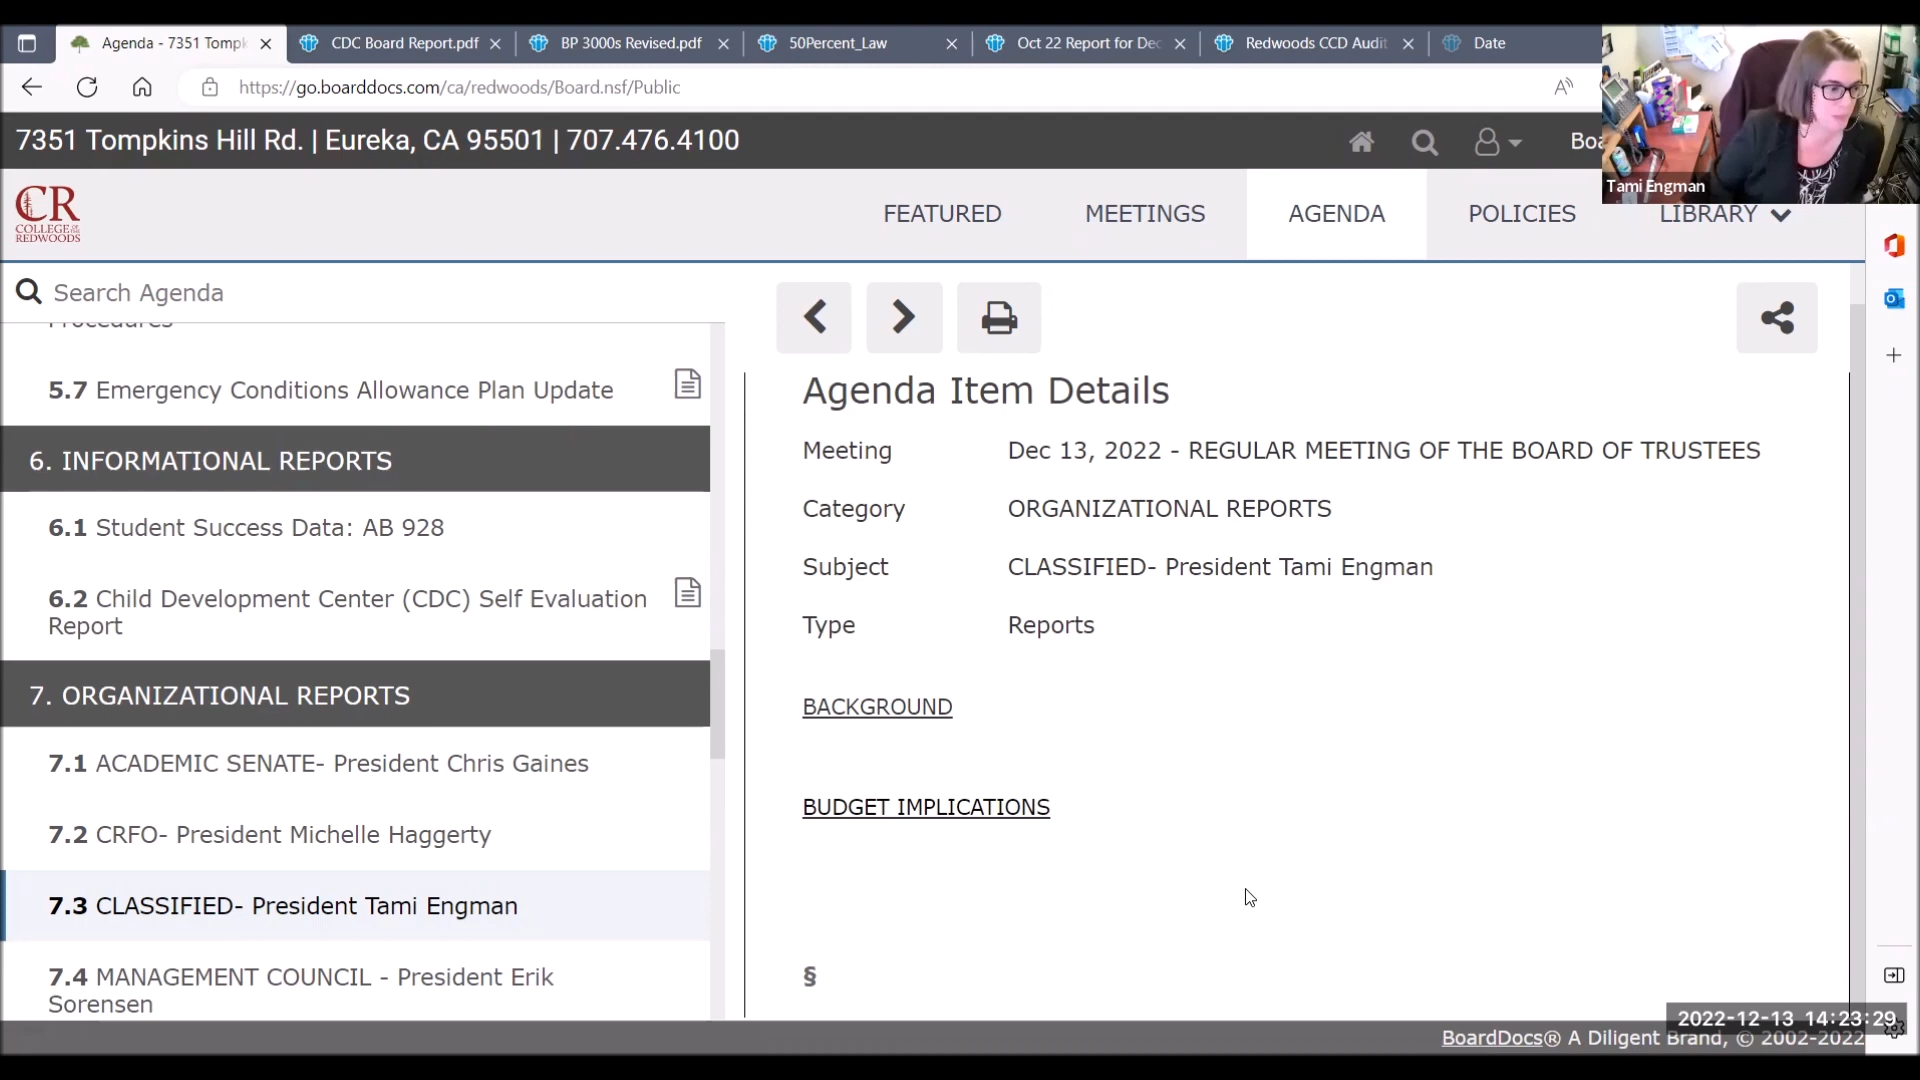 Agenda - 7351 Tompk
CDC Board Report.pdf
BP 3000s Revised.pdf
50Percent_Law
Oct 22 Report for Dec
Redwoods CCD Audit
Date
https://go.boarddocs.com/ca/redwoods/Board.nsf/Public
7351 Tompkins Hill Rd. | Eureka, CA 95501 | 707.476.4100
Boa
Tami Engman
CR
COLLEGE OF THE
REDWOODS
FEATURED
MEETINGS
AGENDA
POLICIES
LIBRARY
Search Agenda
Procedures
5.7 Emergency Conditions Allowance Plan Update
6. INFORMATIONAL REPORTS
6.1 Student Success Data: AB 928
6.2 Child Development Center (CDC) Self Evaluation
Report
7. ORGANIZATIONAL REPORTS
7.1 ACADEMIC SENATE- President Chris Gaines
7.2 CRFO- President Michelle Haggerty
7.3 CLASSIFIED- President Tami Engman
7.4 MANAGEMENT COUNCIL - President Erik
Sorensen
Agenda Item Details
Meeting Dec 13, 2022 - REGULAR MEETING OF THE BOARD OF TRUSTEES
Category ORGANIZATIONAL REPORTS
Subject CLASSIFIED- President Tami Engman
Type Reports
BACKGROUND
BUDGET IMPLICATIONS
§
2022-12-13 14:23:29
BoardDocs® A Diligent Brand, © 2002-2022